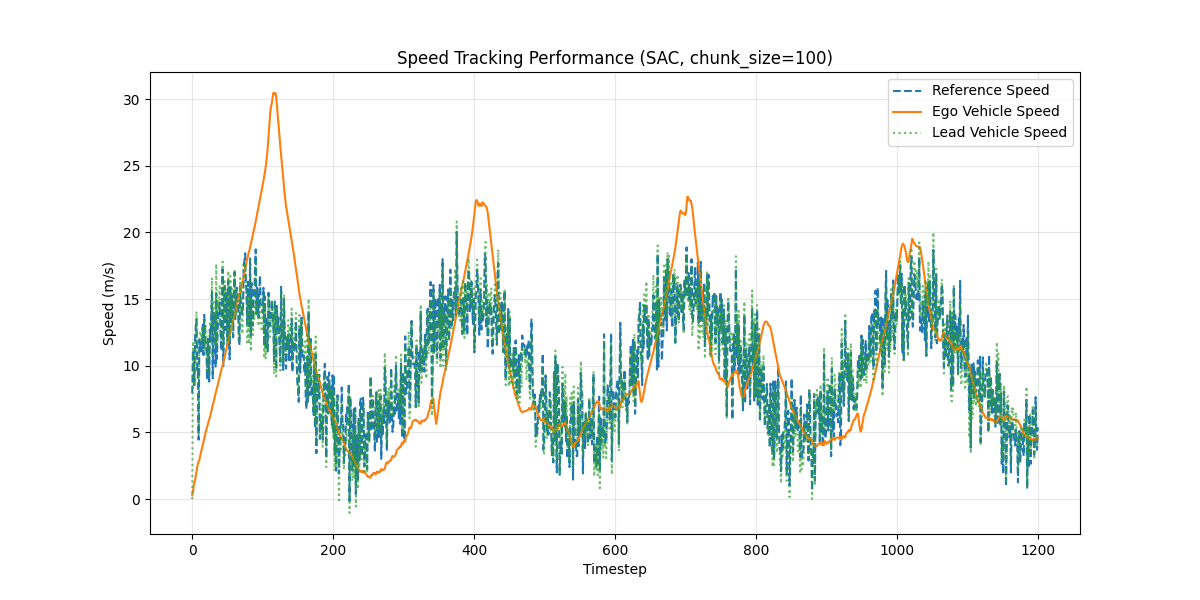 Speed Tracking Performance (SAC, chunk_size=100)
Reference Speed
Ego Vehicle Speed
Lead Vehicle Speed
Speed (m/s)
30
25
20
15
10
5
0
0 200 400 600 800 1000 1200
Timestep